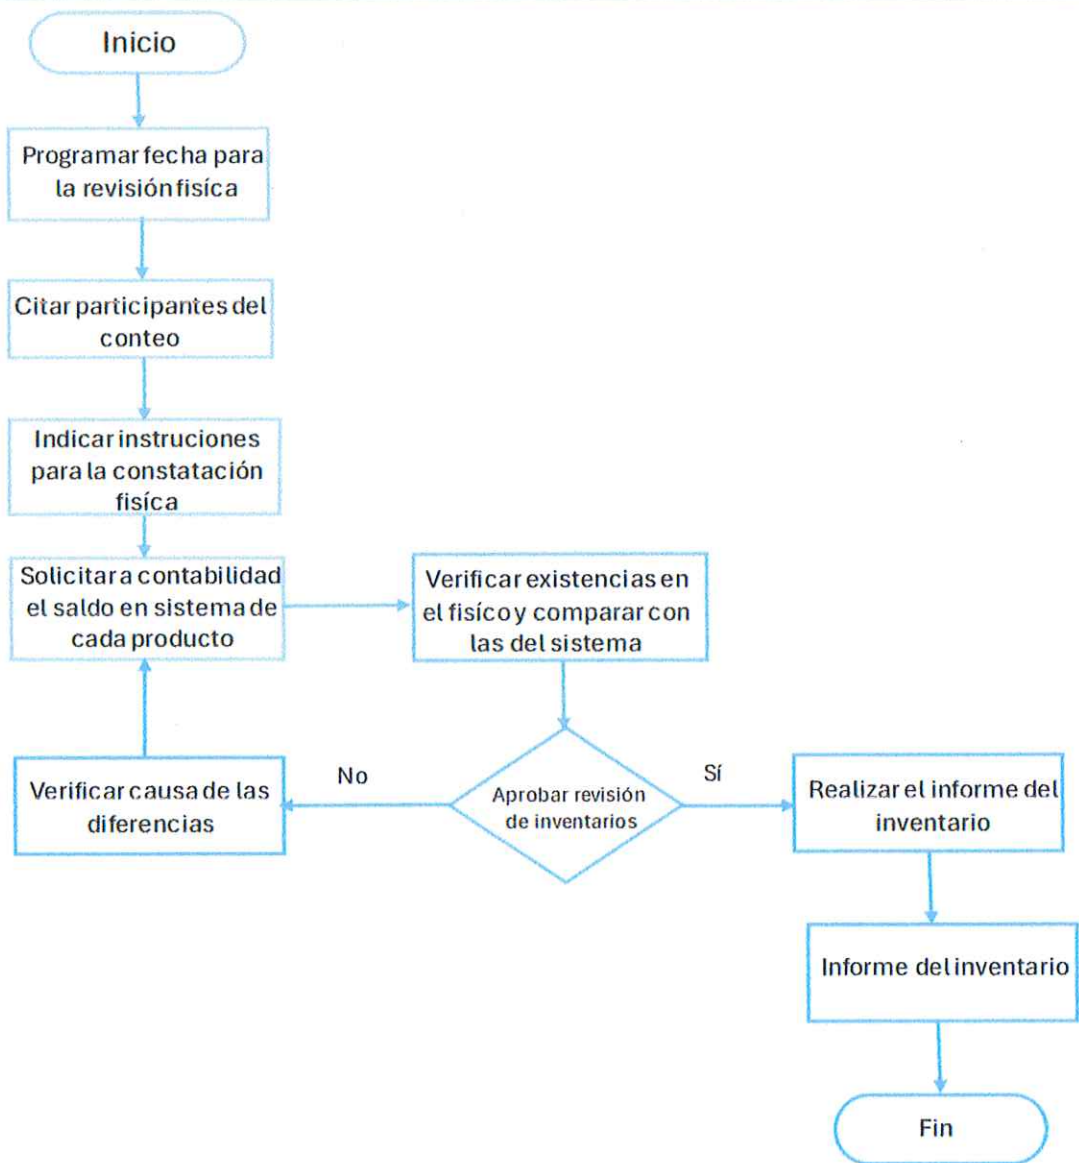 Inicio
Programar fecha para
la revisión fisíca
Citar participantes del
conteo
Indicar instruciones
para la constatación
fisíca
Solicitar a contabilidad
el saldo en sistema de
cada producto
Verificar existencias en
el fisíco y comparar con
las del sistema
Verificar causa de las
diferencias
No
Aprobar revisión
de inventarios
Sí
Realizar el informe del
inventario
Informe del inventario
Fin